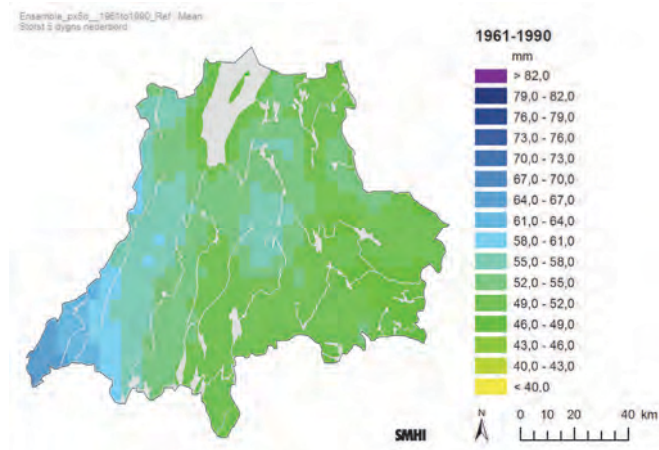 Ensemble_px5d__1961to1990_Ref Mean
Störst 5 dygns nederbörd
1961-1990
mm
> 82,0
79,0 - 82,0
76,0 - 79,0
73,0 - 76,0
70,0 - 73,0
67,0 - 70,0
64,0 - 67,0
61,0 - 64,0
58,0 - 61,0
55,0 - 58,0
52,0 - 55,0
49,0 - 52,0
46,0 - 49,0
43,0 - 46,0
40,0 - 43,0
< 40,0
SMHI
N
0 10 20 40 km